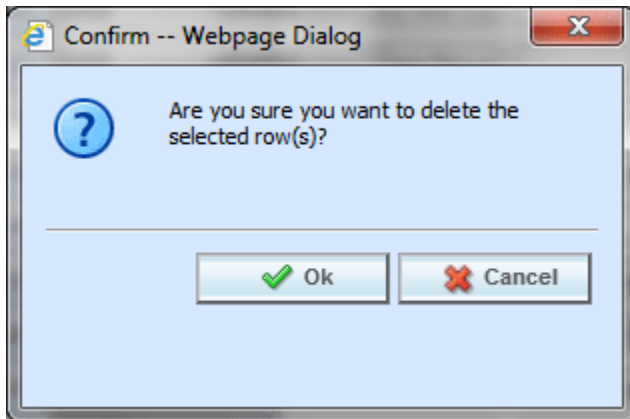 Confirm -- Webpage Dialog
Are you sure you want to delete the
selected row(s)?
Ok
Cancel